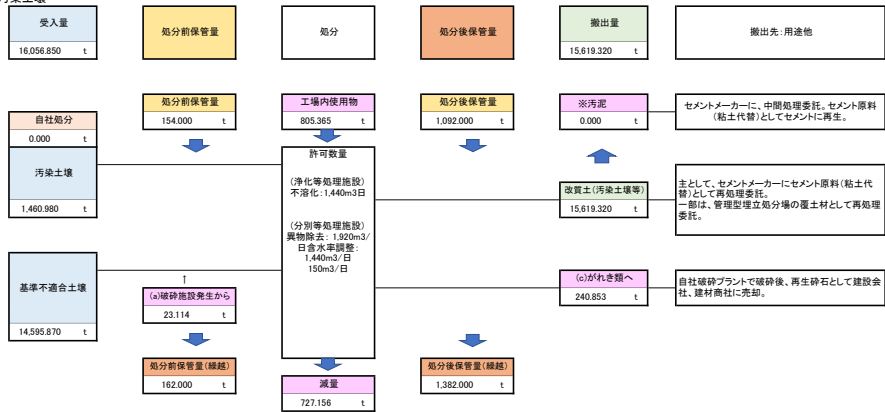 汚染土壌
受入量
16,056.850 t
処分前保管量
処分
処分後保管量
搬出量
15,619.320 t
搬出先:用途他
自社処分
0.000 t
処分前保管量
154.000 t
工場内使用物
805.365 t
処分後保管量
1,092.000 t
※汚泥
0.000 t
セメントメーカーに、中間処理委託。セメント原料
(粘土代替)としてセメントに再生。
汚染土壌
1,460.980 t
許可数量
(浄化等処理施設)
不溶化:1,440m3日
(分別等処理施設)
異物除去: 1,920m3/
日含水率調整:
1,440m3/日
150m3/日
改質土(汚染土壌等)
15,619.320 t
主として、セメントメーカーにセメント原料(粘土代
替)として再処理委託。
一部は、管理型埋立処分場の覆土材として再処理
委託。
基準不適合土壌
14,595.870 t
↑
(a)破砕施設発生から
23.114 t
(c)がれき類へ
240.853 t
自社破砕プラントで破砕後、再生砕石として建設会
社、建材商社に売却。
処分前保管量(繰越)
162.000 t
減量
727.156 t
処分後保管量(繰越)
1,382.000 t